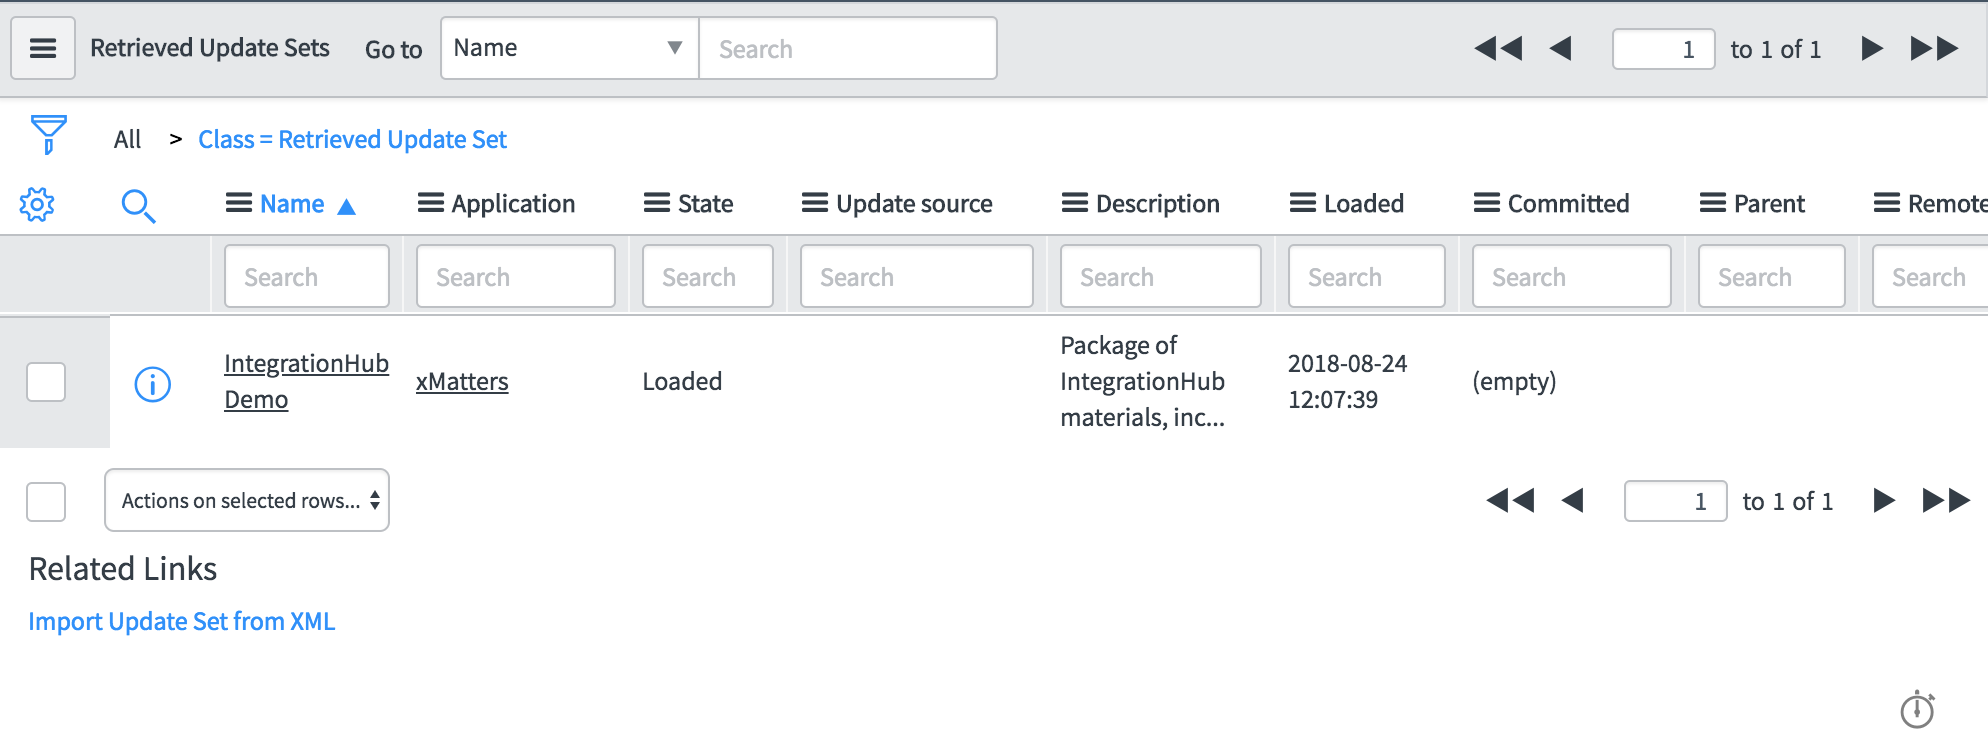 Retrieved Update Sets Go to Name Search 1 to 1 of 1
All > Class = Retrieved Update Set
Name Application State Update source Description Loaded Committed Parent Remote
Search Search Search Search Search Search Search Search Search
IntegrationHub
Demo
xMatters
Loaded
Package of
IntegrationHub
materials, inc...
2018-08-24
12:07:39
(empty)
Actions on selected rows... 1 to 1 of 1
Related Links
Import Update Set from XML